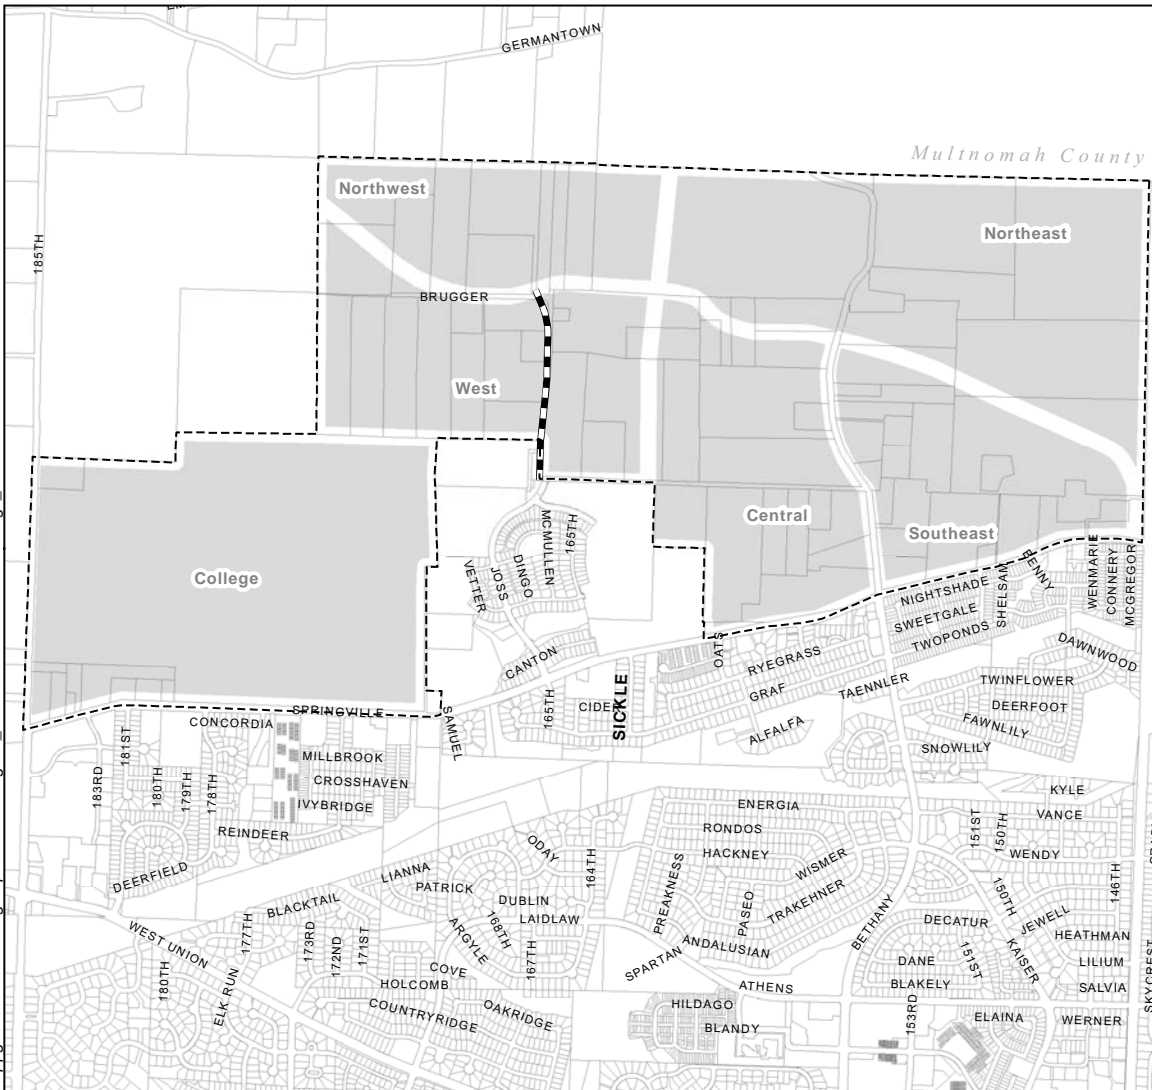 GERMANTOWN
Multnomah County
Northwest
Northeast
185TH
BRUGGER
West
Central
Southeast
College
MCMULLEN
165TH
DINGO
JOSS
VETTER
PENNY
WENMARIE
CONNERY
MCGREGOR
SHELSAM
NIGHTSHADE
SWEETGALE
TWOPONDS
OATS
RYEGRASS
DAWNWOOD
CANTON
GRAF
TAENNLER
TWINFLOWER
165TH
CIDER
SICKLE
DEERFOOT
SPRINGVILLE
CONCORDIA
SAMUEL
ALFALFA
FAWNLILY
181ST
SNOWLILY
MILLBROOK
183RD
180TH
179TH
178TH
CROSSHAVEN
KYLE
IVYBRIDGE
ENERGIA
VANCE
REINDEER
RONDOS
151ST
150TH
ODAY
HACKNEY
WENDY
WISMER
164TH
DEERFIELD
LIANNA
PATRICK
146TH
PREAKNESS
TRAKEHNER
BLACKTAIL
DUBLIN
150TH
PASEO
LAIDLAW
BETHANY
DECATUR
JEWELL
WEST UNION
177TH
173RD
172ND
171ST
ARGYLE
168TH
167TH
HEATHMAN
ANDALUSIAN
SPARTAN
KAISER
DANE
151ST
LILIUM
180TH
ELK RUN
COVE
HOLCOMB
ATHENS
BLAKELY
SALVIA
SKYCREST
COUNTRYRIDGE
OAKRIDGE
HILDAGO
BLANDY
153RD
ELAINA
WERNER